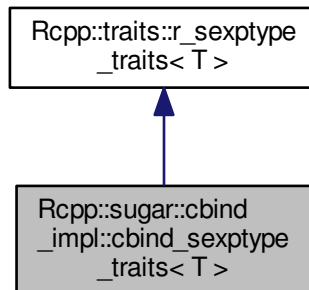 Rcpp::traits::r_sexptype
_traits< T >
Rcpp::sugar::cbind
_impl::cbind_sexptype
_traits< T >